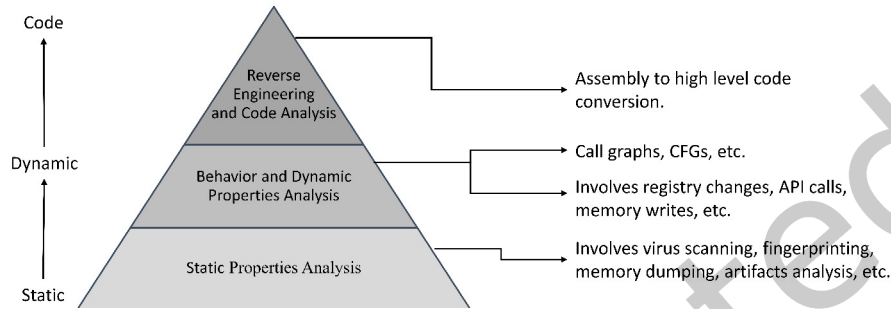 Code
Dynamic
Static
Reverse
Engineering
and Code Analysis
Behavior and Dynamic
Properties Analysis
Static Properties Analysis
Assembly to high level code
conversion.
Call graphs, CFGs, etc.
Involves registry changes, API calls,
memory writes, etc.
Involves virus scanning, fingerprinting,
memory dumping, artifacts analysis, etc.
ted